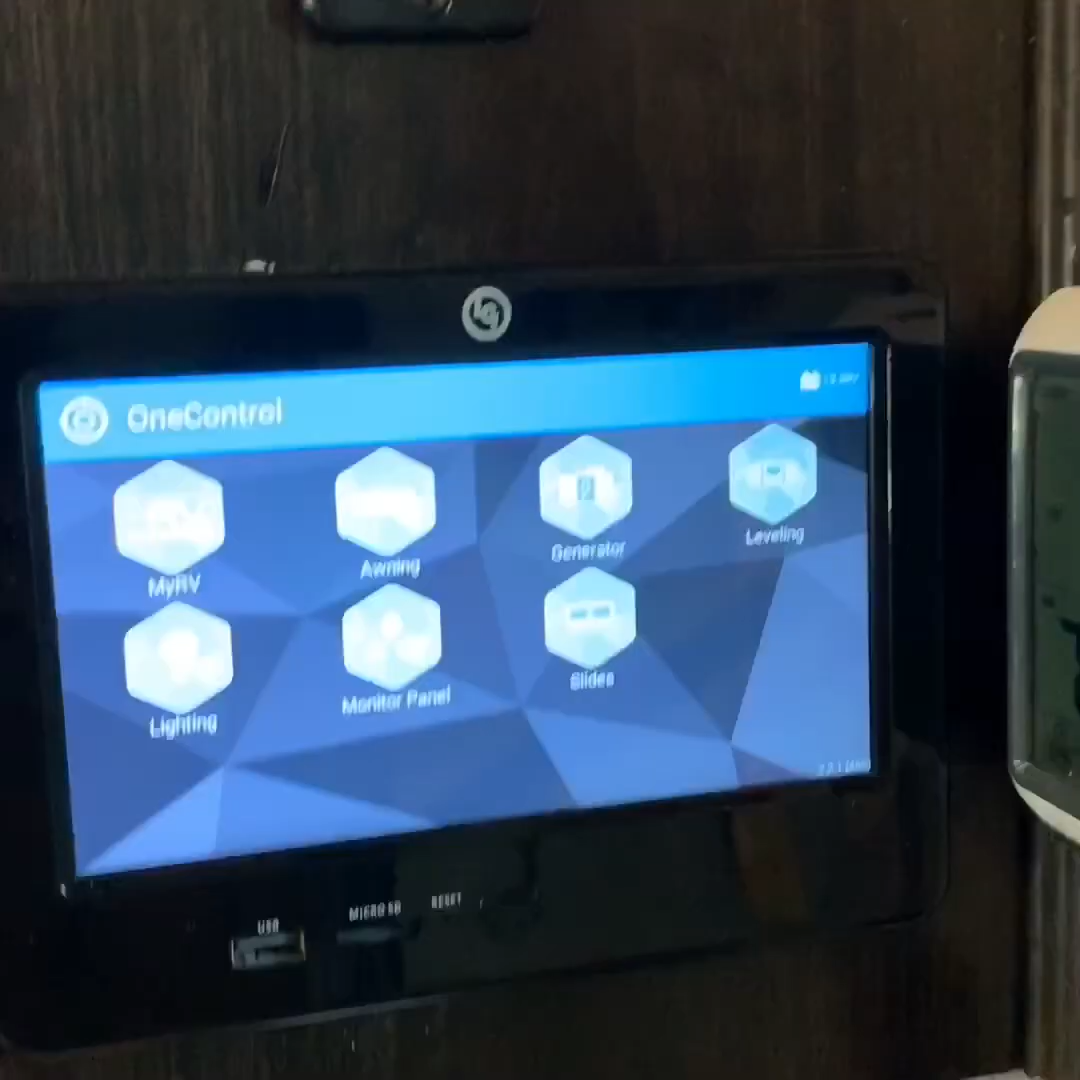 OneControl
MyRV
Awning
Generator
Leveling
Lighting
Monitor Panel
Slides
USB
MICRO SD
RESET